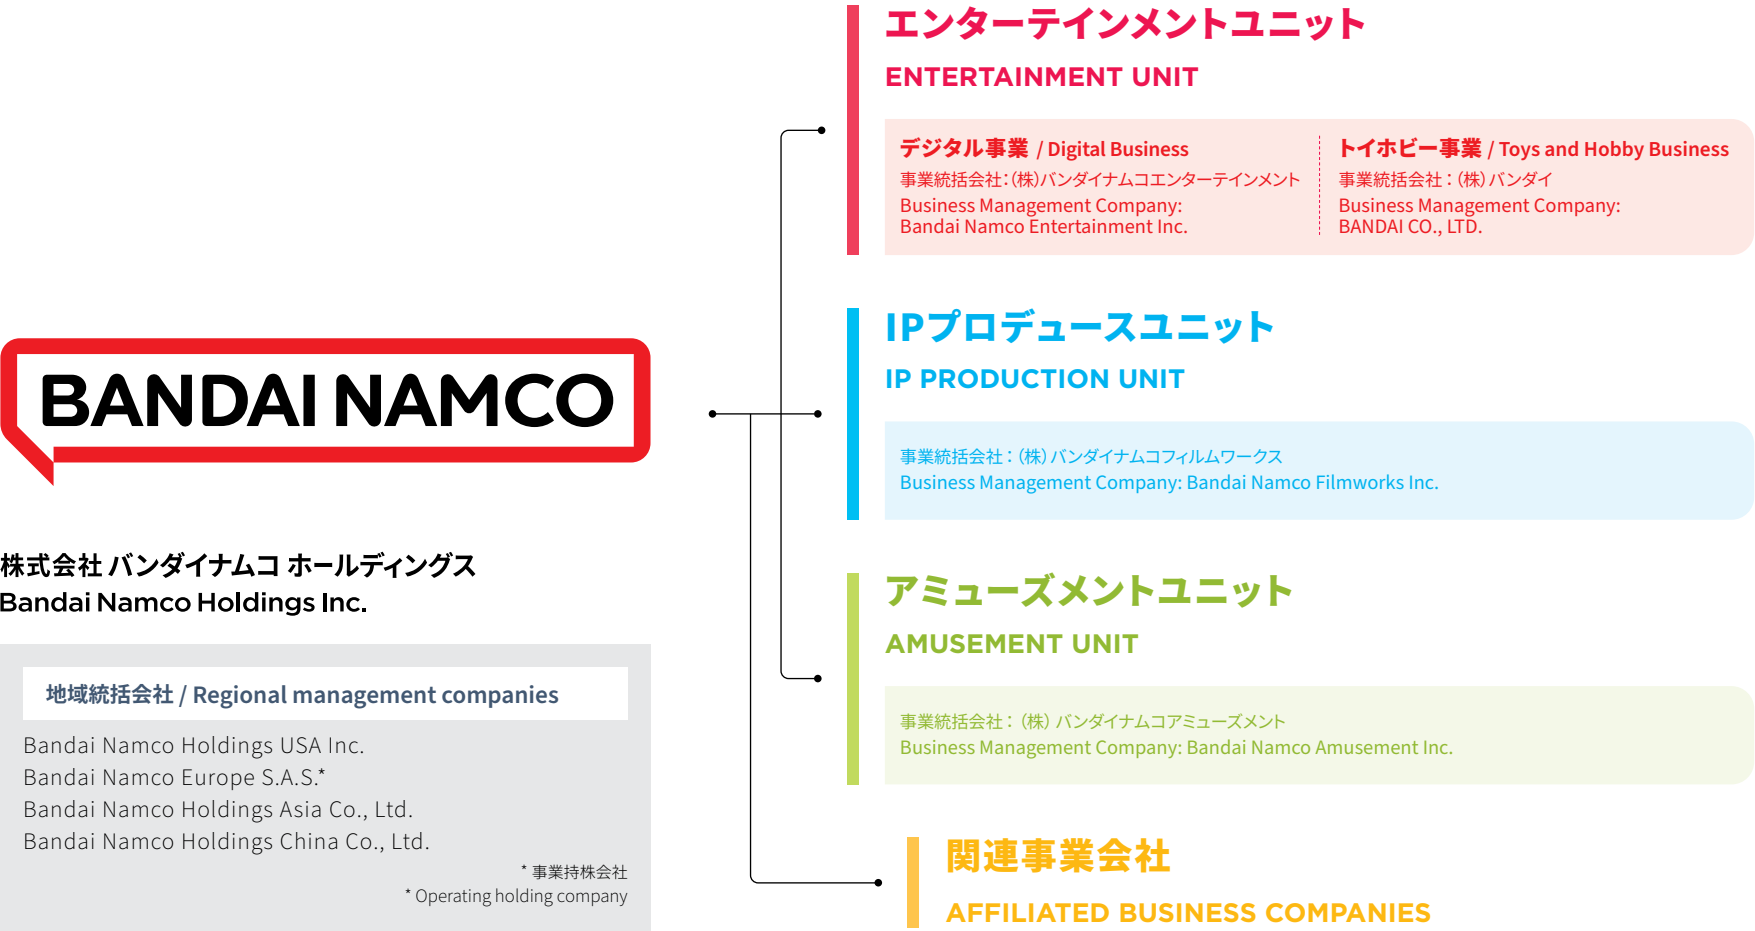 BANDAI NAMCO
株式会社 バンダイナムコ ホールディングス
Bandai Namco Holdings Inc.
地域統括会社 / Regional management companies
Bandai Namco Holdings USA Inc.
Bandai Namco Europe S.A.S.*
Bandai Namco Holdings Asia Co., Ltd.
Bandai Namco Holdings China Co., Ltd.
* 事業持株会社
* Operating holding company
エンターテインメントユニット
ENTERTAINMENT UNIT
デジタル事業 / Digital Business
事業統括会社：（株）バンダイナムコエンターテインメント
Business Management Company:
Bandai Namco Entertainment Inc.
トイホビー事業 / Toys and Hobby Business
事業統括会社：（株）バンダイ
Business Management Company:
BANDAI CO., LTD.
IPプロデュースユニット
IP PRODUCTION UNIT
事業統括会社：（株）バンダイナムコフィルムワークス
Business Management Company: Bandai Namco Filmworks Inc.
アミューズメントユニット
AMUSEMENT UNIT
事業統括会社：（株）バンダイナムコアミューズメント
Business Management Company: Bandai Namco Amusement Inc.
関連事業会社
AFFILIATED BUSINESS COMPANIES